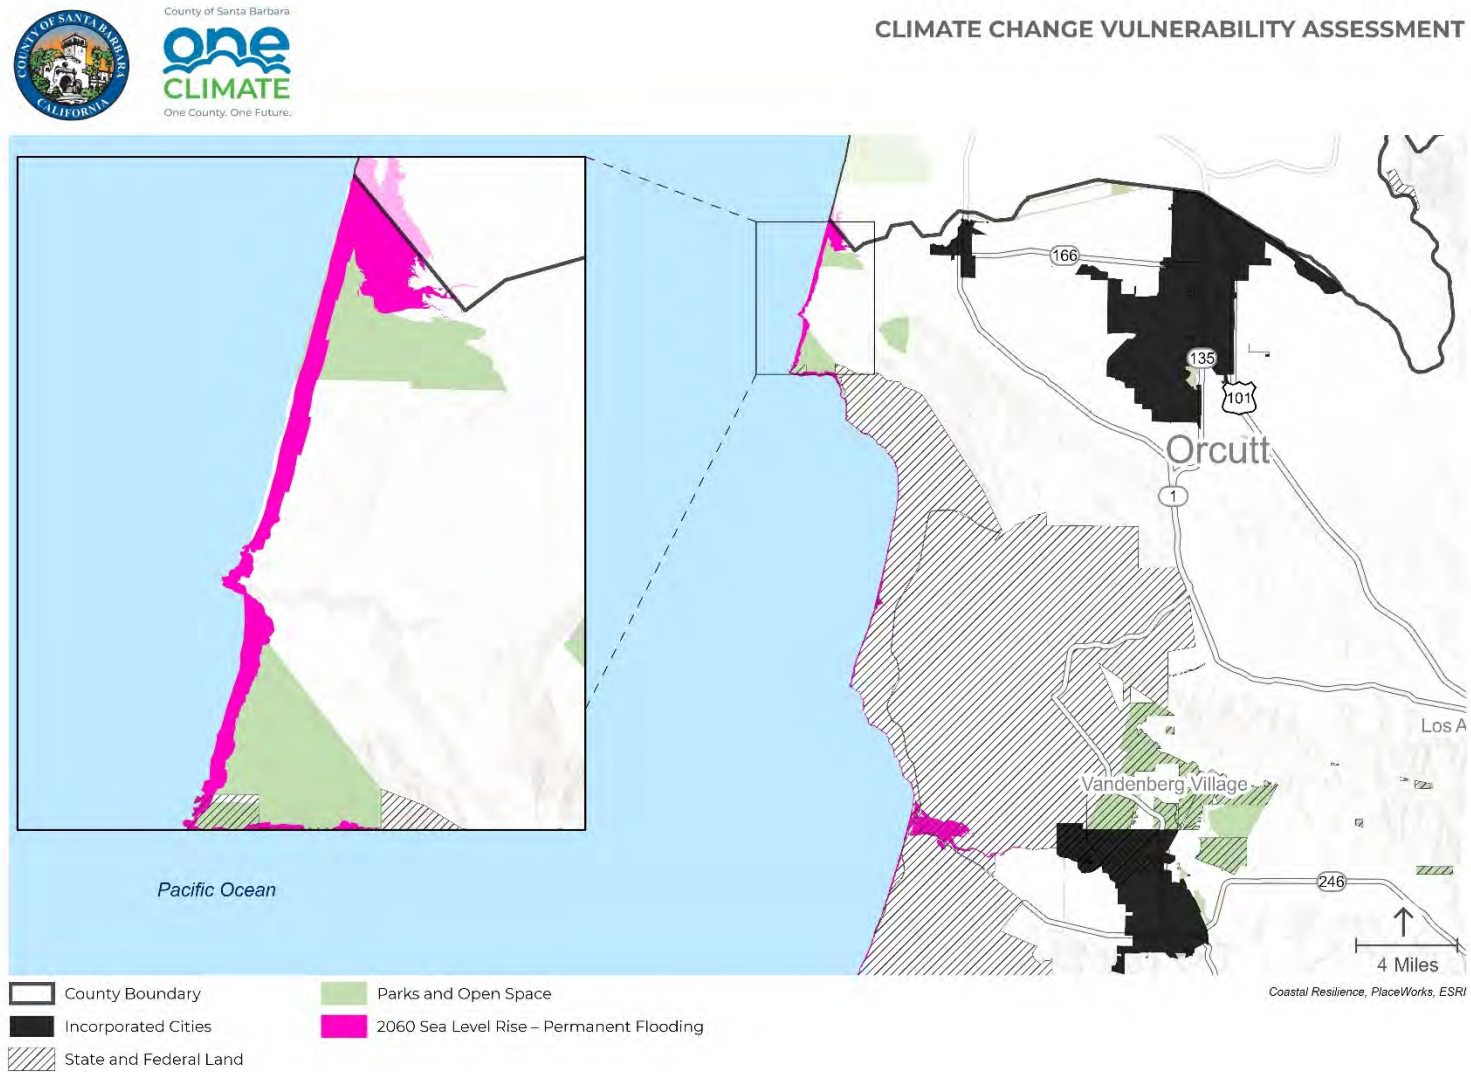 COUNTY OF SANTA BARBARA
CALIFORNIA
County of Santa Barbara
one
CLIMATE
One County. One Future.
CLIMATE CHANGE VULNERABILITY ASSESSMENT
166
135
101
Orcutt
1
Los A
Vandenberg Village
246
Pacific Ocean
4 Miles
Coastal Resilience, PlaceWorks, ESRI
County Boundary
Parks and Open Space
Incorporated Cities
2060 Sea Level Rise – Permanent Flooding
State and Federal Land